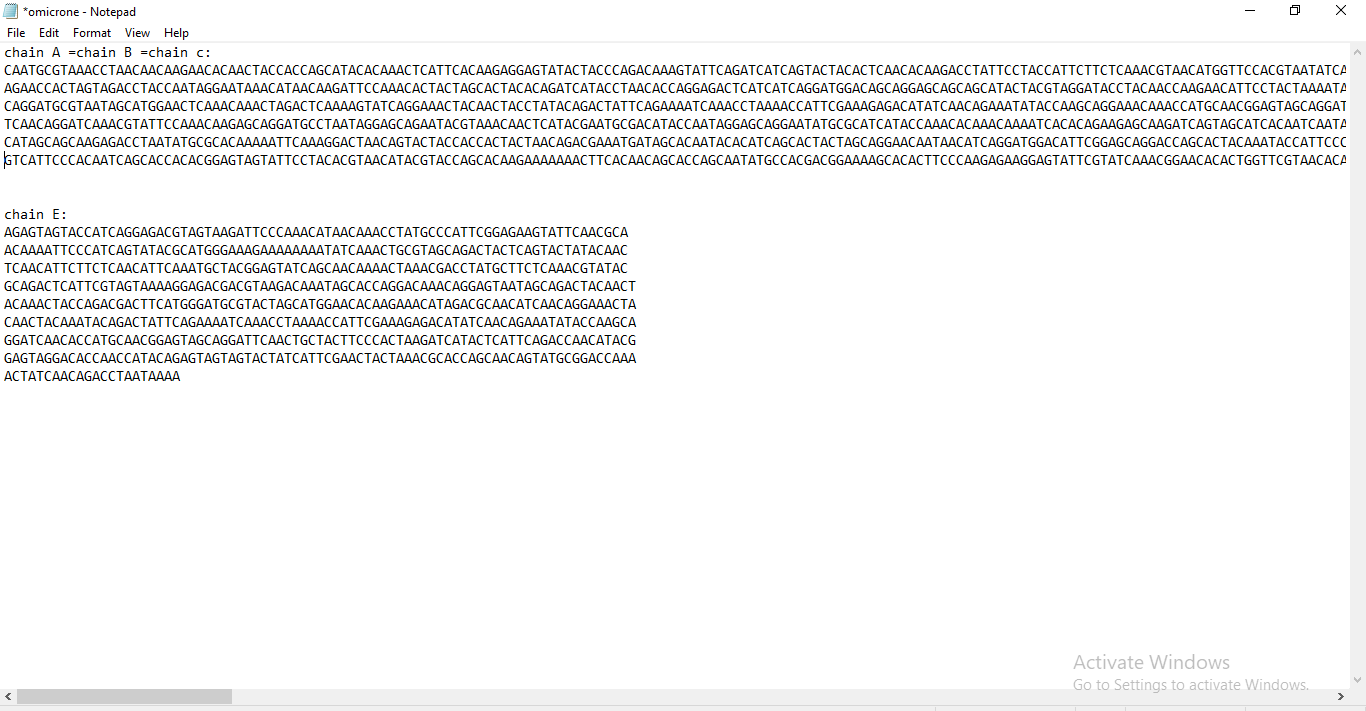 *omicrone - Notepad
File Edit Format View Help
chain A =chain B =chain c:
CAATGCGTAAACCTAACAACAAGAACACAACTACCACCAGCATACACAAACTCATTCACAAGAGGAGTATACTACCCAGACAAAGTATTCAGATCATCAGTACTACACTCAACACAAGACCTATTCCTACCATTCTTCTCAAACGTAACATGGTTCCACGTAATATCA
AGAACCACTAGTAGACCTACCAATAGGAATAAACATAACAAGATTCCAAACACTACTAGCACTACACAGATCATACCTAACACCAGGAGACTCATCATCAGGATGGACAGCAGGAGCAGCAGCATACTACGTAGGATACCTACAACCAAGAACATTCCTACTAAAATA
CAGGATGCGTAATAGCATGGAACTCAAACAAACTAGACTCAAAAGTATCAGGAAACTACAACTACCTATACAGACTATTCAGAAAATCAAACCTAAAACCATTCGAAAGAGACATATCAACAGAAATATACCAAGCAGGAAACAAACCATGCAACGGAGTAGCAGGAT
TCAACAGGATCAAACGTATTCCAAACAAGAGCAGGATGCCTAATAGGAGCAGAATACGTAAACAACTCATACGAATGCGACATACCAATAGGAGCAGGAATATGCGCATCATACCAAACACAAACAAAATCACACAGAAGAGCAAGATCAGTAGCATCACAATCAATA
CATAGCAGCAAGAGACCTAATATGCGCACAAAAATTCAAAGGACTAACAGTACTACCACCACTACTAACAGACGAAATGATAGCACAATACACATCAGCACTACTAGCAGGAACAATAACATCAGGATGGACATTCGGAGCAGGACCAGCACTACAAATACCATTCCC
GTCATTCCCACAATCAGCACCACACGGAGTAGTATTCCTACACGTAACATACGTACCAGCACAAGAAAAAAACTTCACAACAGCACCAGCAATATGCCACGACGGAAAAGCACACTTCCCAAGAGAAGGAGTATTCGTATCAAACGGAACACACTGGTTCGTAACACA
chain E:
AGAGTAGTACCATCAGGAGACGTAGTAAGATTCCCAAACATAACAAACCTATGCCCATTCGGAGAAGTATTCAACGCA
ACAAAATTCCCATCAGTATACGCATGGGAAAGAAAAAAAATATCAAACTGCGTAGCAGACTACTCAGTACTATACAAC
TCAACATTCTTCTCAACATTCAAATGCTACGGAGTATCAGCAACAAAACTAAACGACCTATGCTTCTCAAACGTATAC
GCAGACTCATTCGTAGTAAAAGGAGACGACGTAAGACAAATAGCACCAGGACAAACAGGAGTAATAGCAGACTACAACT
ACAAACTACCAGACGACTTCATGGGATGCGTACTAGCATGGAACACAAGAAACATAGACGCAACATCAACAGGAAACTA
CAACTACAAATACAGACTATTCAGAAAATCAAACCTAAAACCATTCGAAAGAGACATATCAACAGAAATATACCAAGCA
GGATCAACACCATGCAACGGAGTAGCAGGATTCAACTGCTACTTCCCACTAAGATCATACTCATTCAGACCAACATACG
GAGTAGGACACCAACCATACAGAGTAGTAGTACTATCATTCGAACTACTAAACGCACCAGCAACAGTATGCGGACCAAA
ACTATCAACAGACCTAATAAAA
Activate Windows
Go to Settings to activate Windows.